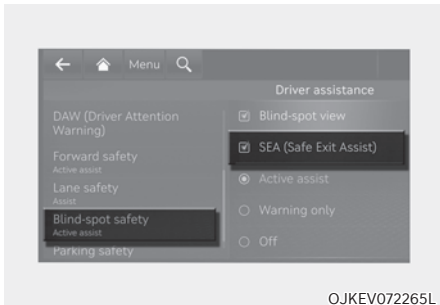 Menu
Driver assistance
DAW (Driver Attention
Warning)
Forward safety
Active assist
Lane safety
Assist
Blind-spot safety
Active assist
Parking safety
Blind-spot view
SEA (Safe Exit Assist)
Active assist
Warning only
Off
OJKEV072265L